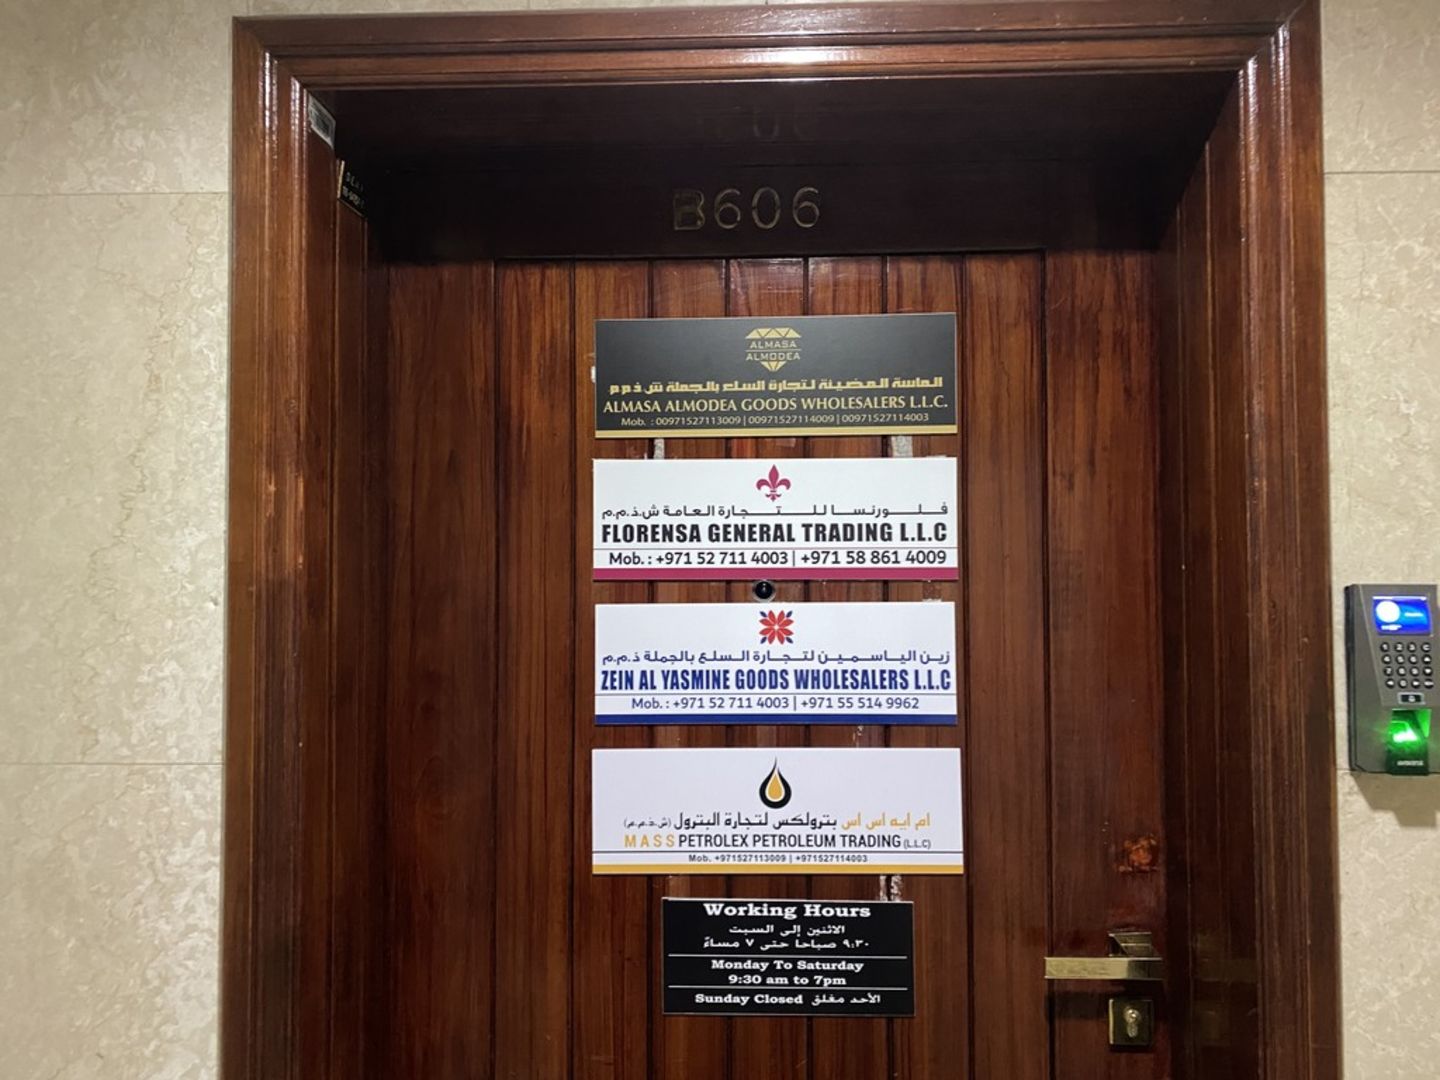 B606
ALMASA
ALMODEA
الماسة المضيئة لتجارة السلع بالجملة ش ذ م م
ALMASA ALMODEA GOODS WHOLESALERS L.L.C.
Mob. : 00971527113009 | 00971527114009 | 00971527114003
فلورنسا للتجارة العامة ش.ذ.م.م
FLORENSA GENERAL TRADING L.L.C
Mob. : +971 52 711 4003 | +971 58 861 4009
زين الياسمين لتجارة السلع بالجملة ذ.م.م
ZEIN AL YASMINE GOODS WHOLESALERS L.L.C
Mob. : +971 52 711 4003 | +971 55 514 9962
ام ايه اس اس بترولكس لتجارة البترول (ش.ذ.م.م)
MASS PETROLEX PETROLEUM TRADING (L.L.C)
Mob. +971527113009 | +971527114003
Working Hours
الاثنين إلى السبت
٩:٣٠ صباحا حتى ٧ مساءً
Monday To Saturday
9:30 am to 7pm
Sunday Closed الأحد مغلق